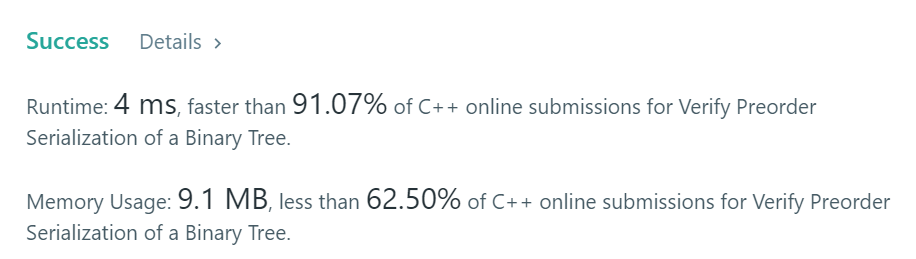 Success Details >
Runtime: 4 ms, faster than 91.07% of C++ online submissions for Verify Preorder
Serialization of a Binary Tree.
Memory Usage: 9.1 MB, less than 62.50% of C++ online submissions for Verify Preorder
Serialization of a Binary Tree.